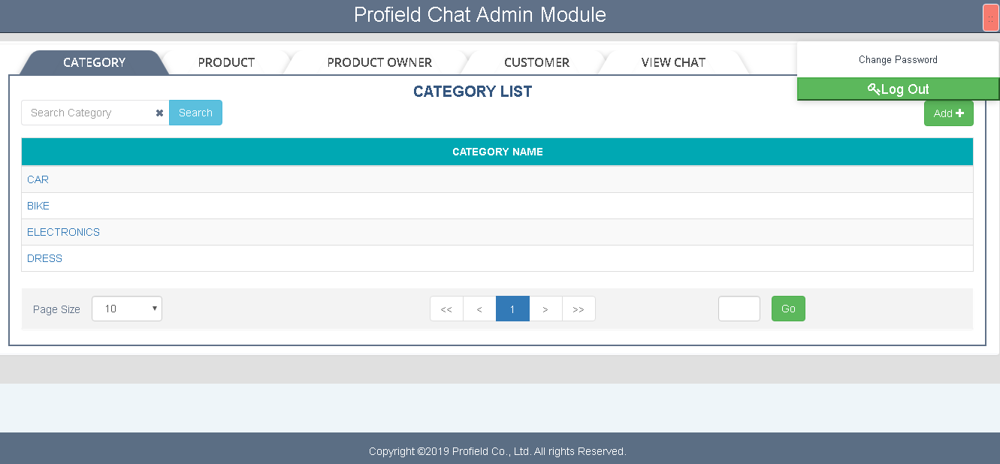 Profield Chat Admin Module
::
CATEGORY PRODUCT PRODUCT OWNER CUSTOMER VIEW CHAT
Change Password
Log Out
CATEGORY LIST
Search Category ✖ Search
Add +
CATEGORY NAME
CAR
BIKE
ELECTRONICS
DRESS
Page Size 10 << < 1 > >> Go
Copyright ©2019 Profield Co., Ltd. All rights Reserved.